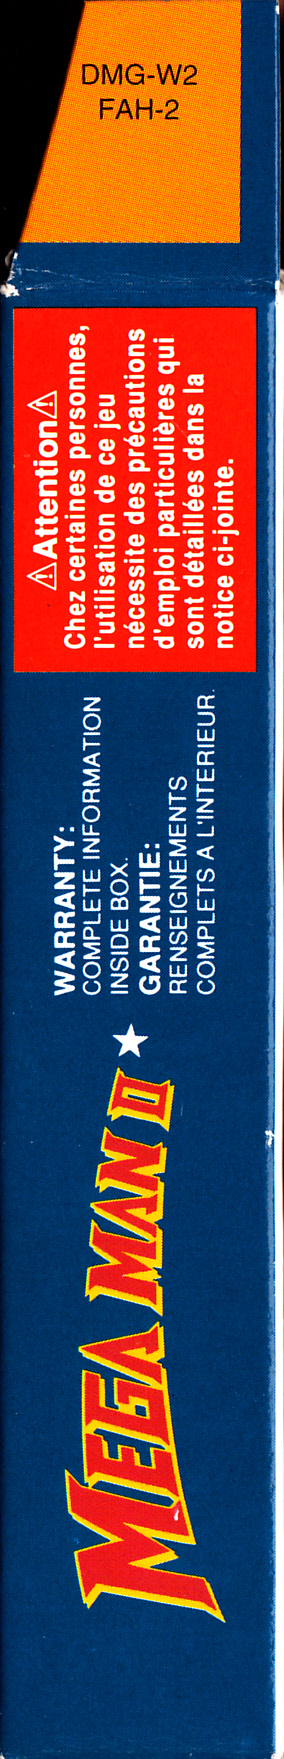 DMG-W2
FAH-2
⚠Attention⚠
Chez certaines personnes,
l'utilisation de ce jeu
nécessite des précautions
d'emploi particulières qui
sont détaillées dans la
notice ci-jointe.
WARRANTY:
COMPLETE INFORMATION
INSIDE BOX.
GARANTIE:
RENSEIGNEMENTS
COMPLETS A L'INTERIEUR.
MEGA MAN II